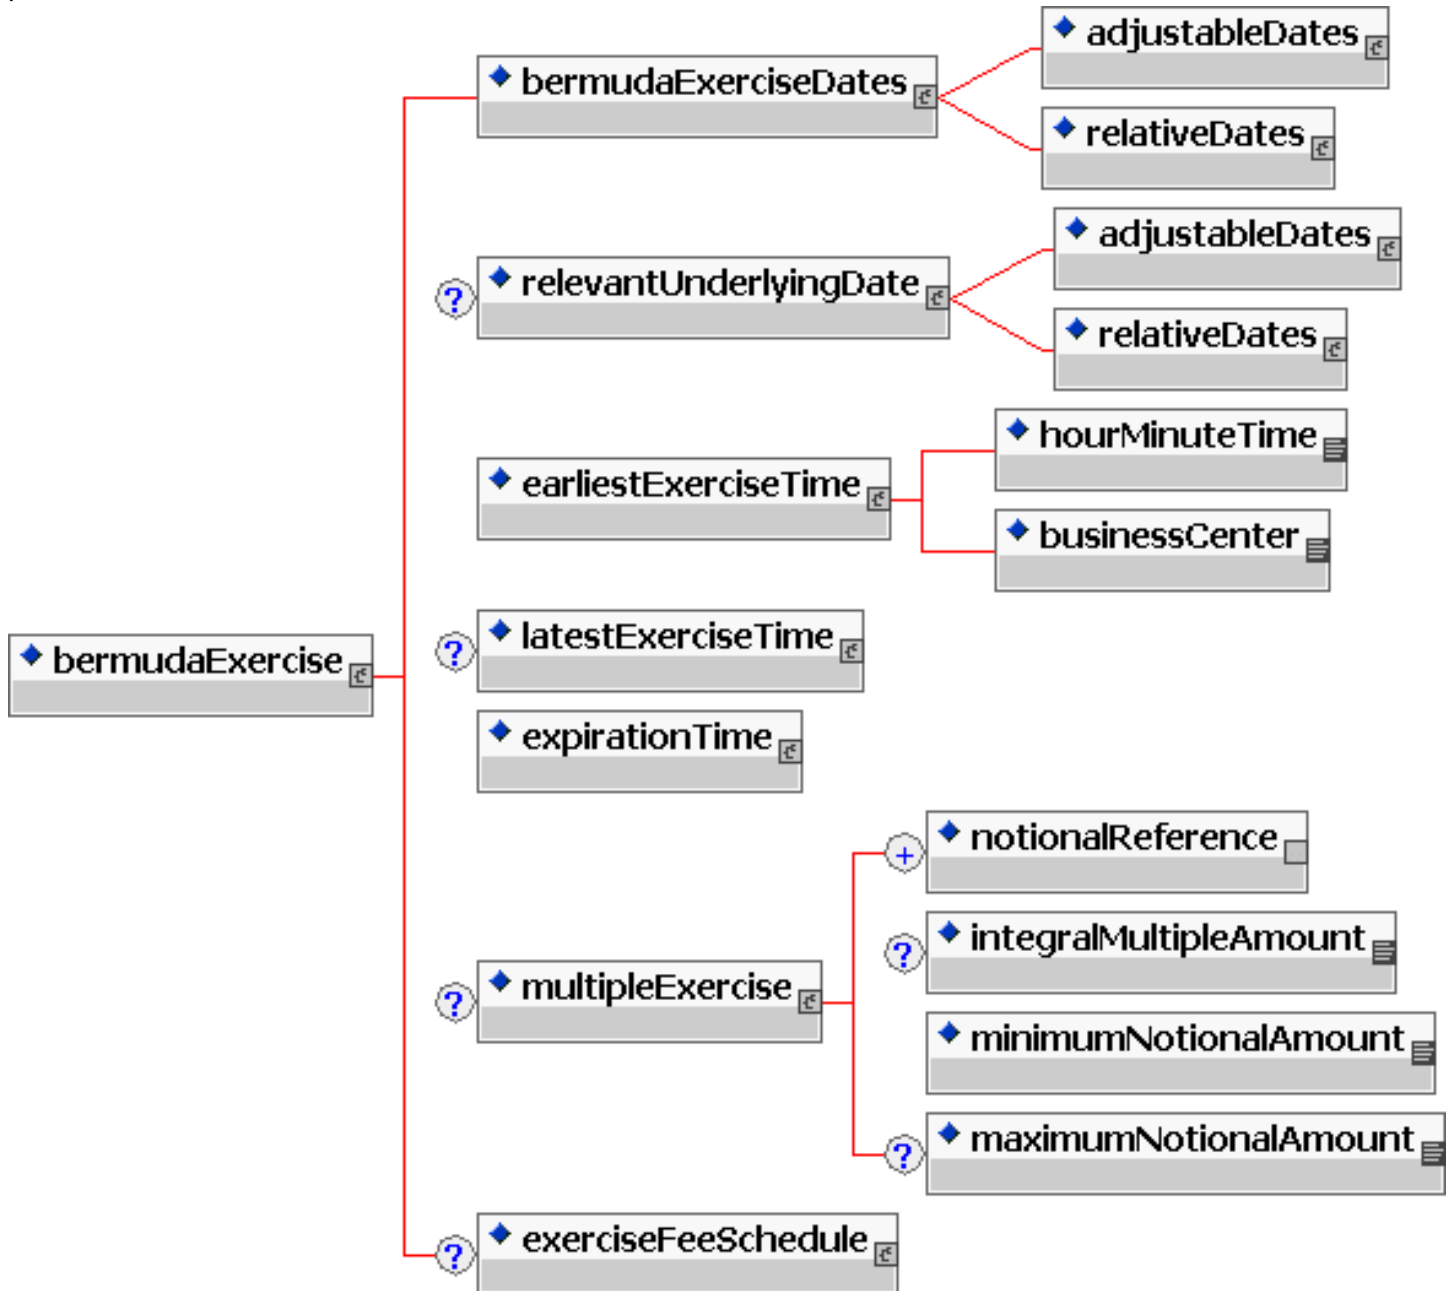 bermudaExercise
bermudaExerciseDates
adjustableDates
relativeDates
? relevantUnderlyingDate
adjustableDates
relativeDates
earliestExerciseTime
hourMinuteTime
businessCenter
? latestExerciseTime
expirationTime
? multipleExercise
+ notionalReference
? integralMultipleAmount
minimumNotionalAmount
? maximumNotionalAmount
? exerciseFeeSchedule